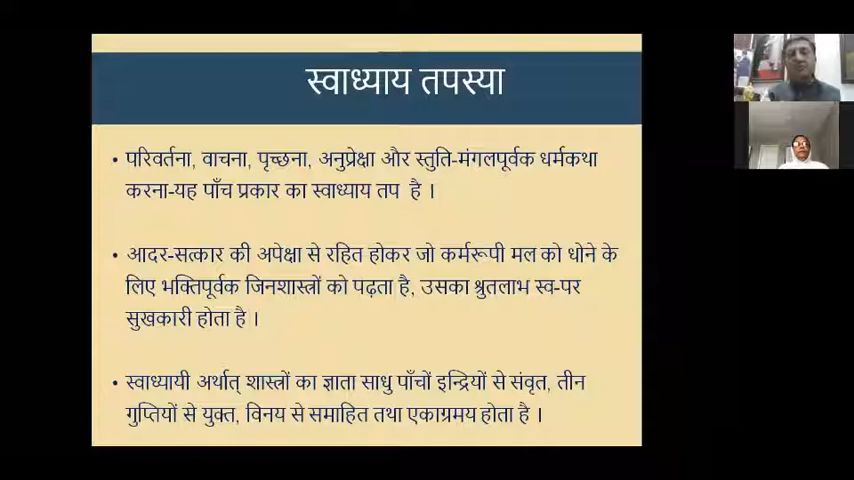 स्वाध्याय तपस्या
• परिवर्तना, वाचना, पृच्छना, अनुप्रेक्षा और स्तुति-मंगलपूर्वक धर्मकथा
करना-यह पाँच प्रकार का स्वाध्याय तप है ।
• आदर-सत्कार की अपेक्षा से रहित होकर जो कर्मरूपी मल को धोने के
लिए भक्तिपूर्वक जिनशास्त्रों को पढ़ता है, उसका श्रुतलाभ स्व-पर
सुखकारी होता है ।
• स्वाध्यायी अर्थात् शास्त्रों का ज्ञाता साधु पाँचों इन्द्रियों से संवृत, तीन
गुप्तियों से युक्त, विनय से समाहित तथा एकाग्रमय होता है ।